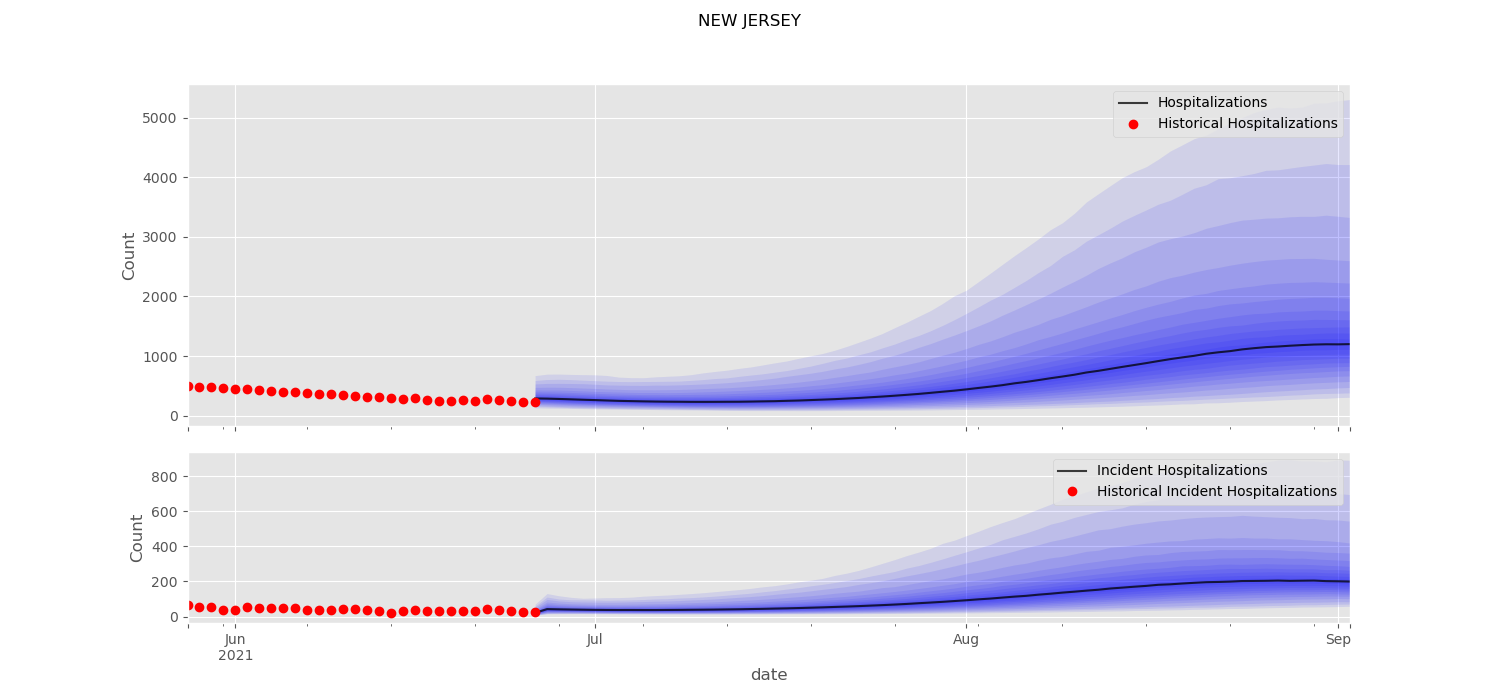 NEW JERSEY
Hospitalizations
Historical Hospitalizations
5000
4000
3000
2000
1000
0
Count
Incident Hospitalizations
Historical Incident Hospitalizations
800
600
400
200
0
Count
Jun Jul Aug Sep
2021
date